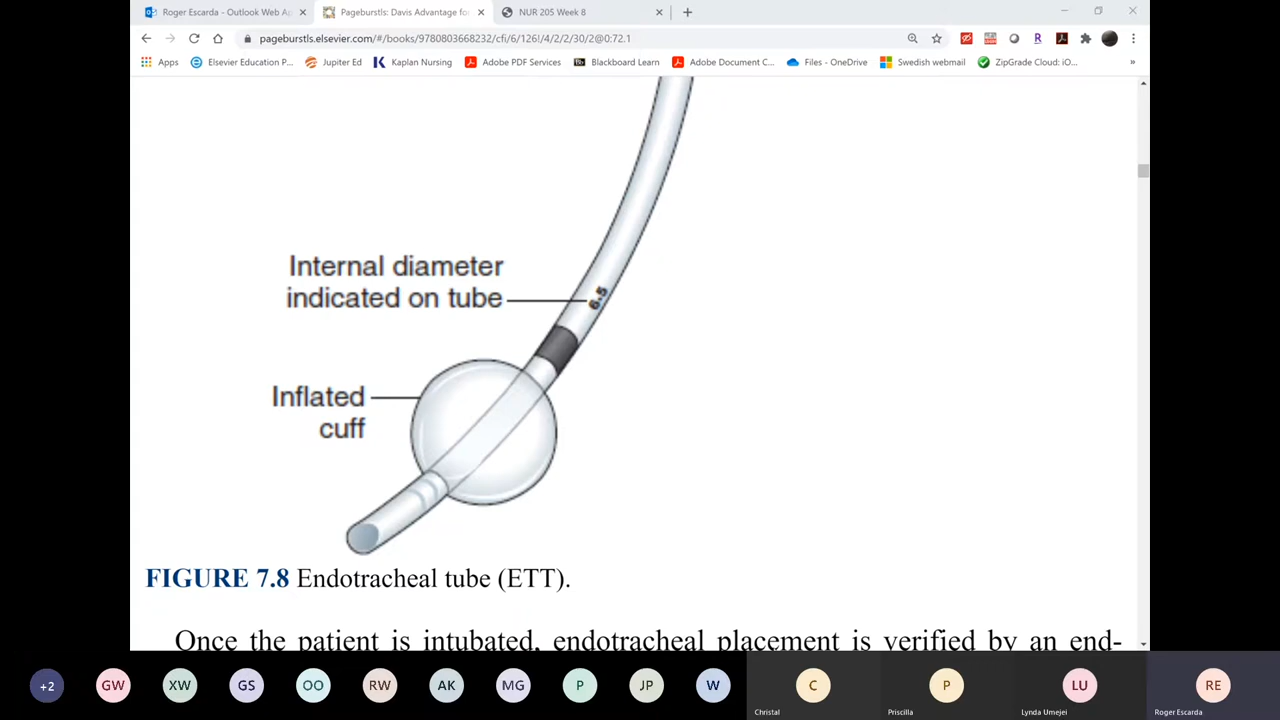 Roger Escarda - Outlook Web Ap
Pageburstls: Davis Advantage for
NUR 205 Week 8
pageburstls.elsevier.com/#/books/9780803668232/cfi/6/126!/4/2/2/30/2@0:72.1
Apps
Elsevier Education P...
Jupiter Ed
Kaplan Nursing
Adobe PDF Services
Blackboard Learn
Adobe Document C...
Files - OneDrive
Swedish webmail
ZipGrade Cloud: iO...
»
Internal diameter
indicated on tube
6.5
Inflated
cuff
FIGURE 7.8 Endotracheal tube (ETT).
Once the patient is intubated, endotracheal placement is verified by an end-
+2
GW
XW
GS
OO
RW
AK
MG
P
JP
W
C
Christal
P
Priscilla
LU
Lynda Umejei
RE
Roger Escarda